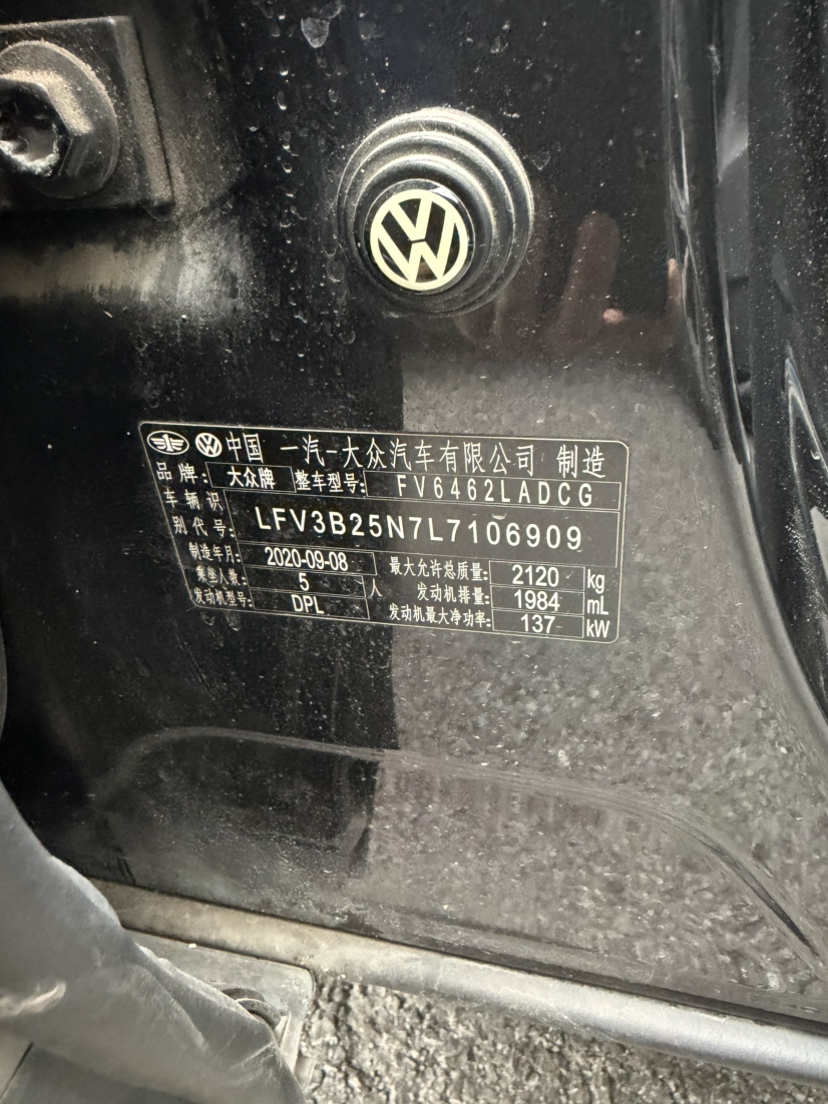 中国 一汽-大众汽车有限公司 制造
品牌: 大众牌 整车型号: FV6462LADCG
车辆识别代号: LFV3B25N7L7106909
制造年月: 2020-09-08 最大允许总质量: 2120 kg
乘坐人数: 5 人 发动机排量: 1984 mL
发动机型号: DPL 发动机最大净功率: 137 kW